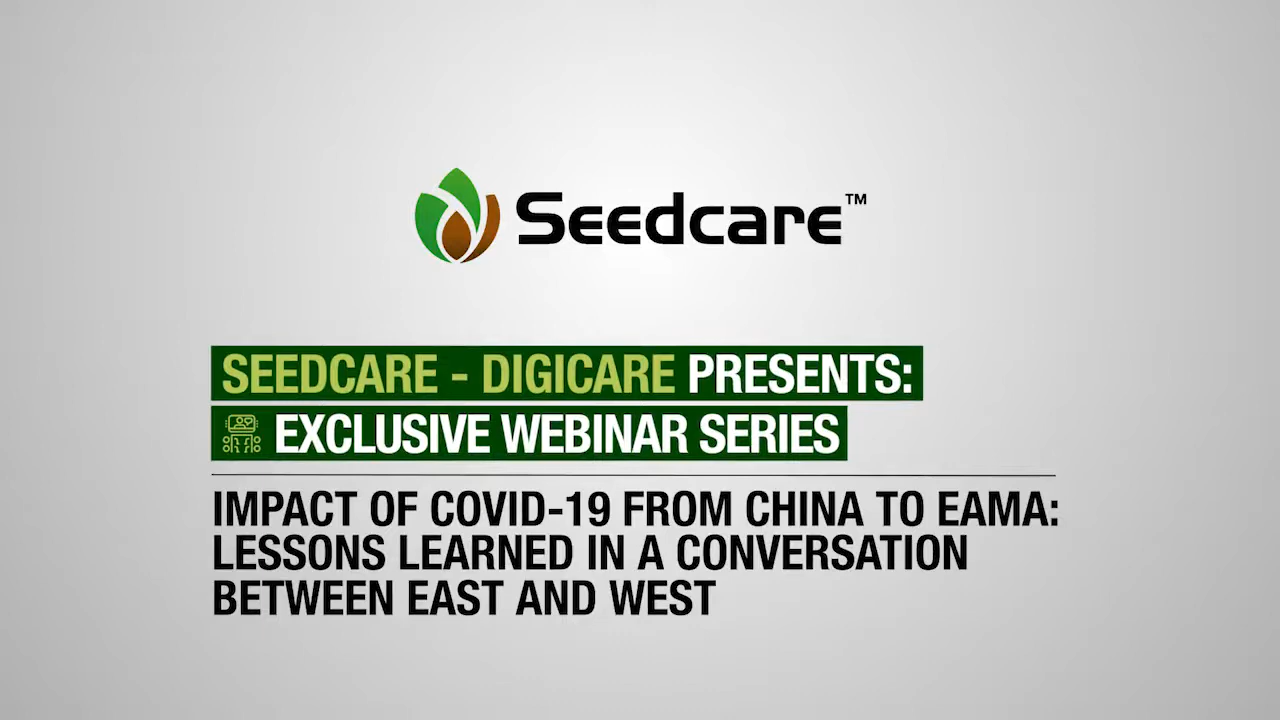 Seedcare™
SEEDCARE - DIGICARE PRESENTS:
EXCLUSIVE WEBINAR SERIES
IMPACT OF COVID-19 FROM CHINA TO EAMA:
LESSONS LEARNED IN A CONVERSATION
BETWEEN EAST AND WEST